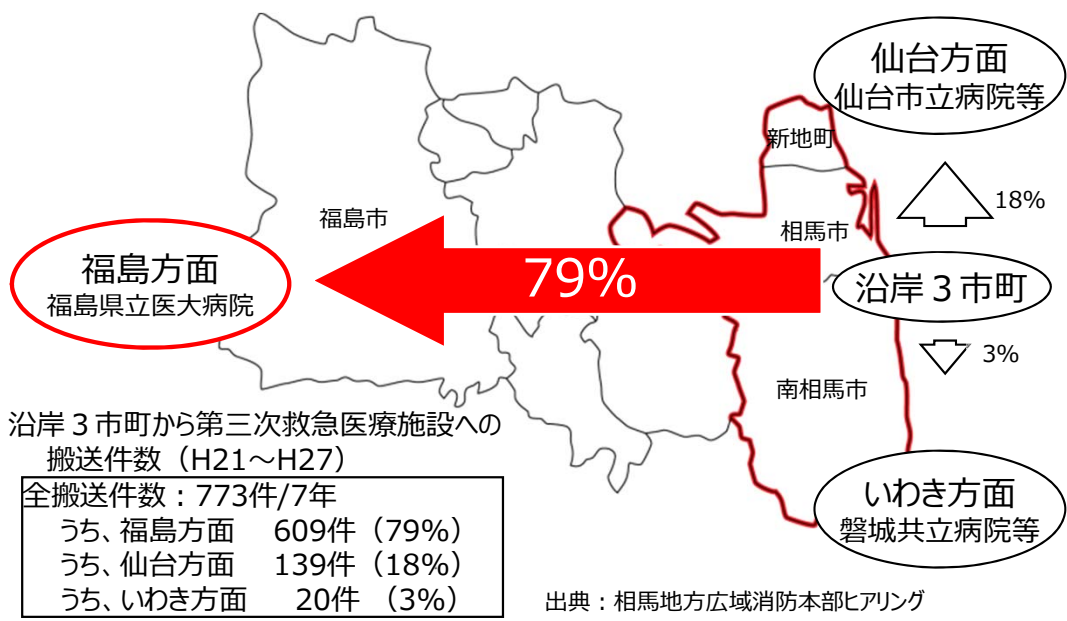 仙台方面
仙台市立病院等
新地町
18%
福島市
相馬市
福島方面
福島県立医大病院
79%
沿岸３市町
3%
南相馬市
沿岸３市町から第三次救急医療施設への
搬送件数（H21～H27）
全搬送件数：773件/7年
うち、福島方面　609件（79%）
うち、仙台方面　139件（18%）
うち、いわき方面　20件（3%）
いわき方面
磐城共立病院等
出典：相馬地方広域消防本部ヒアリング